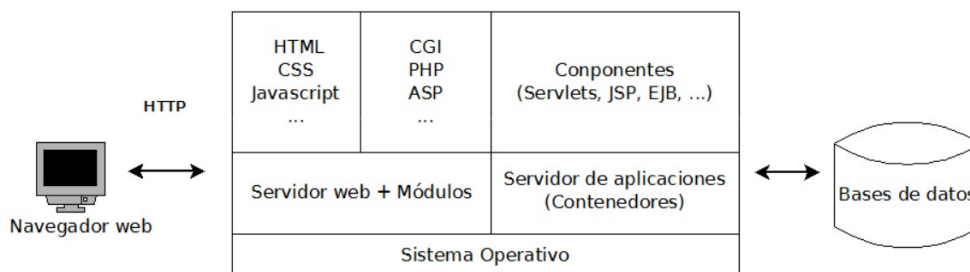 HTTP
Navegador web
HTML
CSS
Javascript
...
CGI
PHP
ASP
...
Conponentes
(Servlets, JSP, EJB, ...)
Servidor web + Módulos
Servidor de aplicaciones
(Contenedores)
Sistema Operativo
Bases de datos